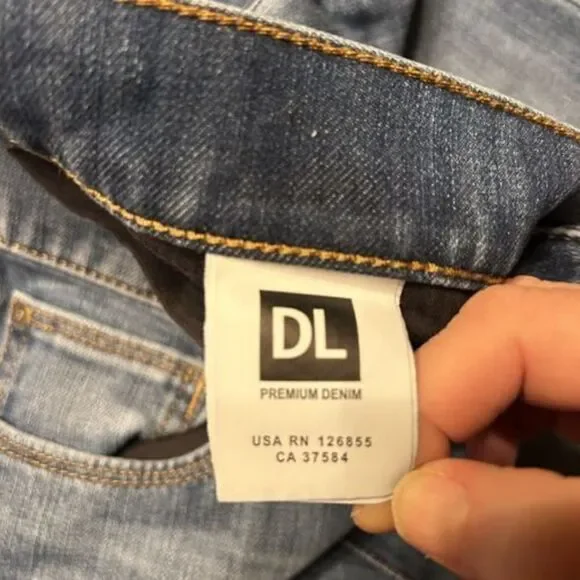 DL
PREMIUM DENIM
USA RN 126855
CA 37584